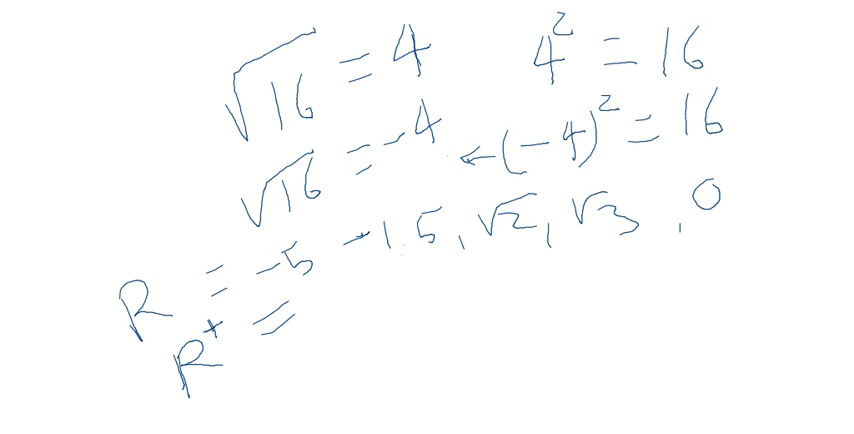 √16 = 4 4² = 16
√16 = -4 ← (-4)² = 16
R = -5 -1.5, √2, √3, 0
R⁺ =